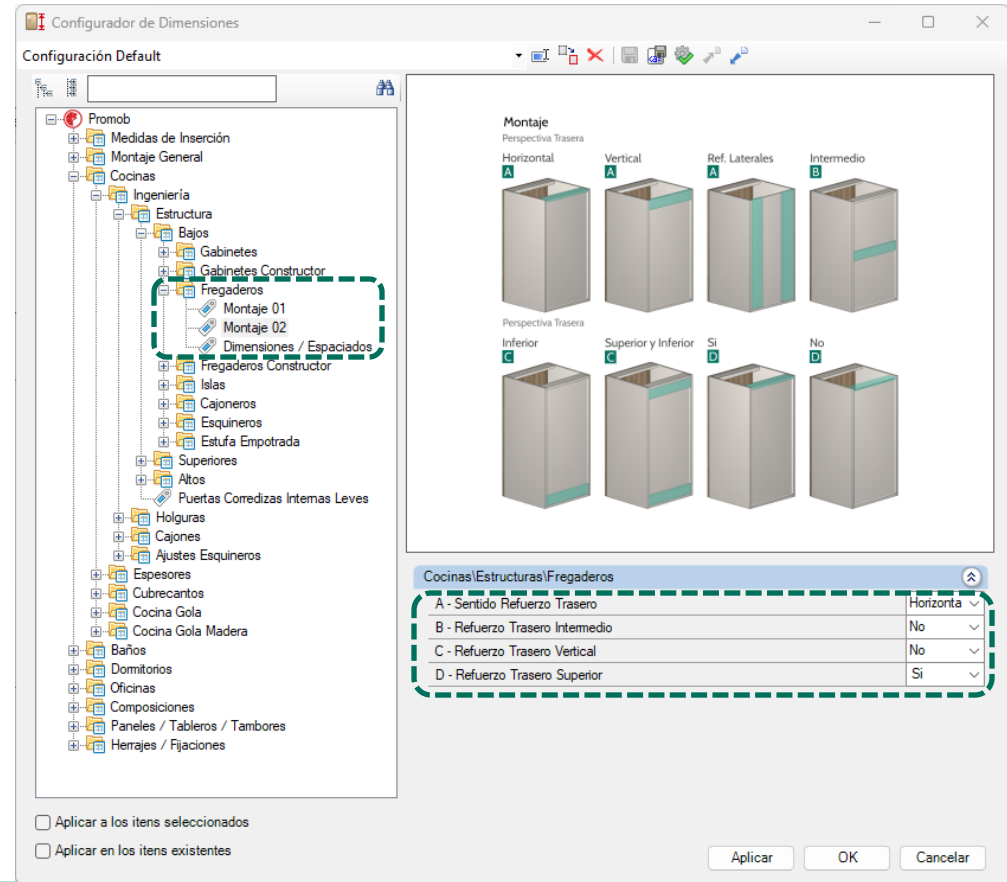 Configurador de Dimensiones
Configuración Default
Promob
Medidas de Inserción
Montaje General
Cocinas
Ingeniería
Estructura
Bajos
Gabinetes
Gabinetes Constructor
Fregaderos
Montaje 01
Montaje 02
Dimensiones / Espaciados
Fregaderos Constructor
Islas
Cajoneros
Esquineros
Estufa Empotrada
Superiores
Altos
Puertas Corredizas Internas Leves
Holguras
Cajones
Ajustes Esquineros
Espesores
Cubrecantos
Cocina Gola
Cocina Gola Madera
Baños
Dormitorios
Oficinas
Composiciones
Paneles / Tableros / Tambores
Herrajes / Fijaciones
Montaje
Perspectiva Trasera
Horizontal Vertical Ref. Laterales Intermedio
A A A B
Perspectiva Trasera
Inferior Superior y Inferior Si No
C C D D
Cocinas\Estructuras\Fregaderos
A - Sentido Refuerzo Trasero Horizonta
B - Refuerzo Trasero Intermedio No
C - Refuerzo Trasero Vertical No
D - Refuerzo Trasero Superior Si
Aplicar a los itens seleccionados
Aplicar en los itens existentes
Aplicar OK Cancelar